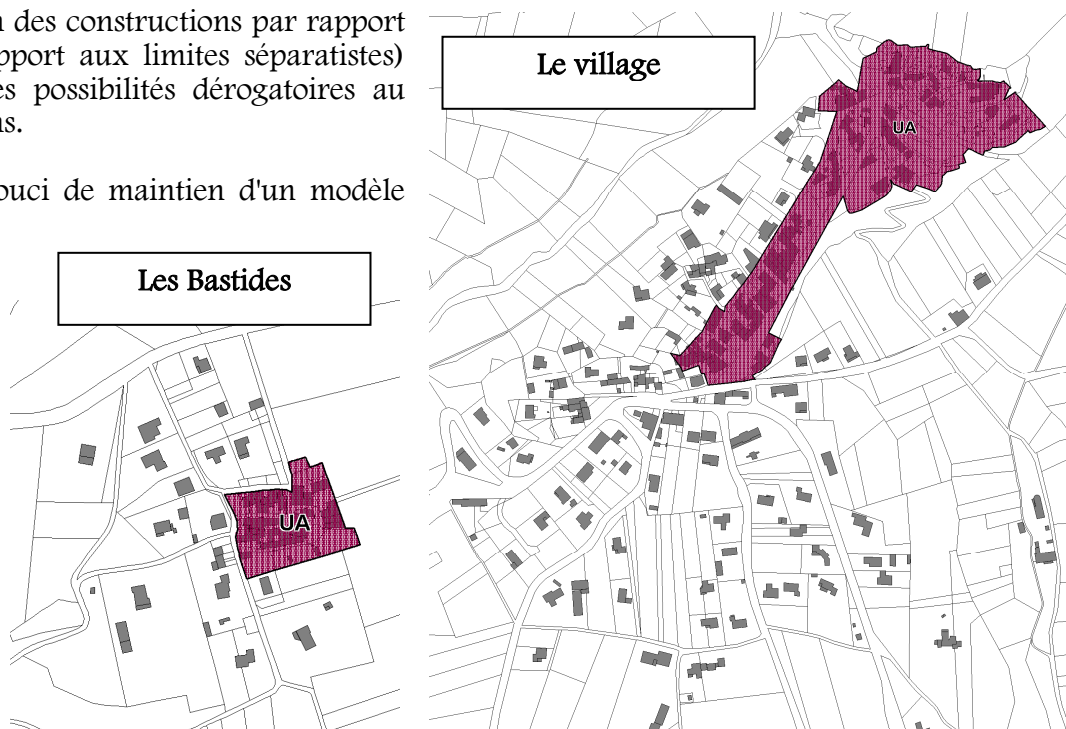 n des constructions par rapport
pport aux limites séparatistes)
es possibilités dérogatoires au
ns.
ouci de maintien d'un modèle
Le village
UA
Les Bastides
UA